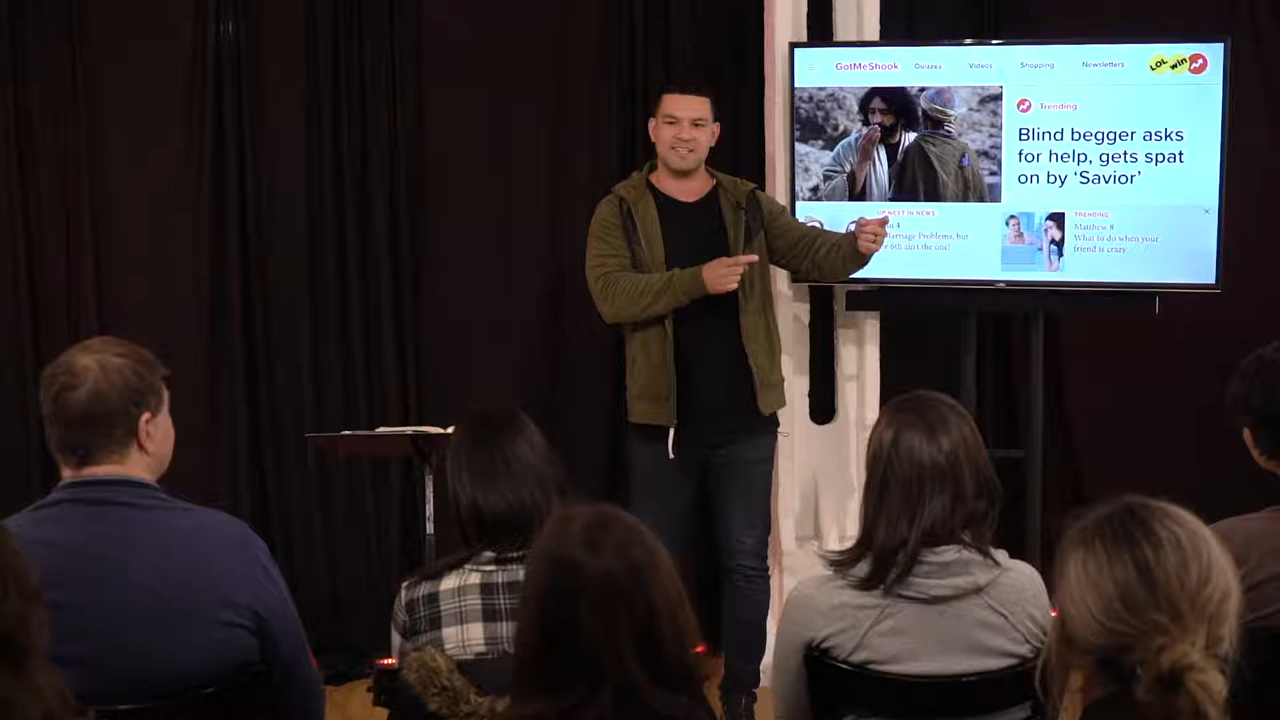 GotMeShook Quizzes Videos Shopping Newsletters LOL win
Trending
Blind begger asks
for help, gets spat
on by ‘Savior’
UP NEXT IN NEWS
4
Marriage Problems, but
6th ain't the one!
TRENDING
Matthew 8
What to do when your
friend is crazy